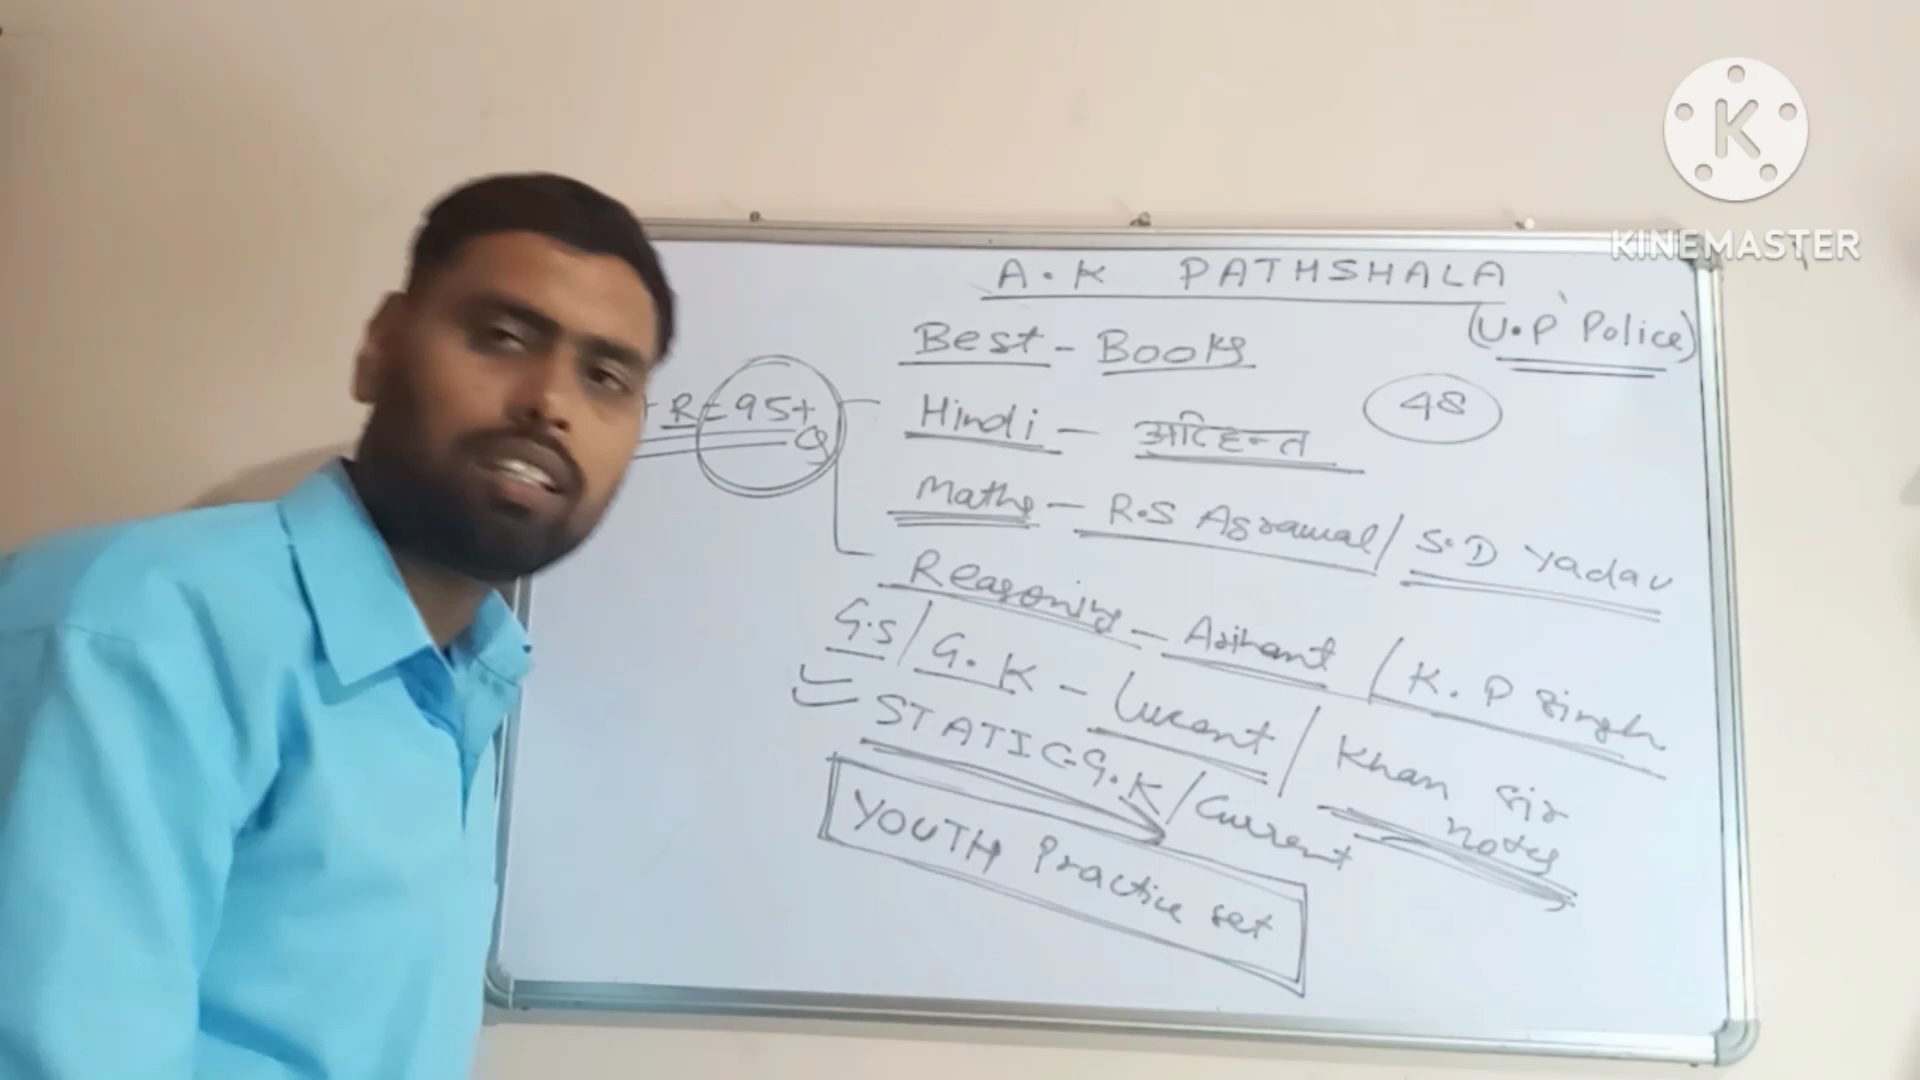 K
KINEMASTER
A.K PATHSHALA
(U.P Police)
Best - Books
48
+ R = 95+
Q
Hindi - अरिहन्त
Maths - R.S Agrawal / S.D Yadav
Reasoning - Arihant / K.P Singh
G.S / G.K - Lucent / Khan sir notes
STATIC-G.K / Current
YOUTH Practice set